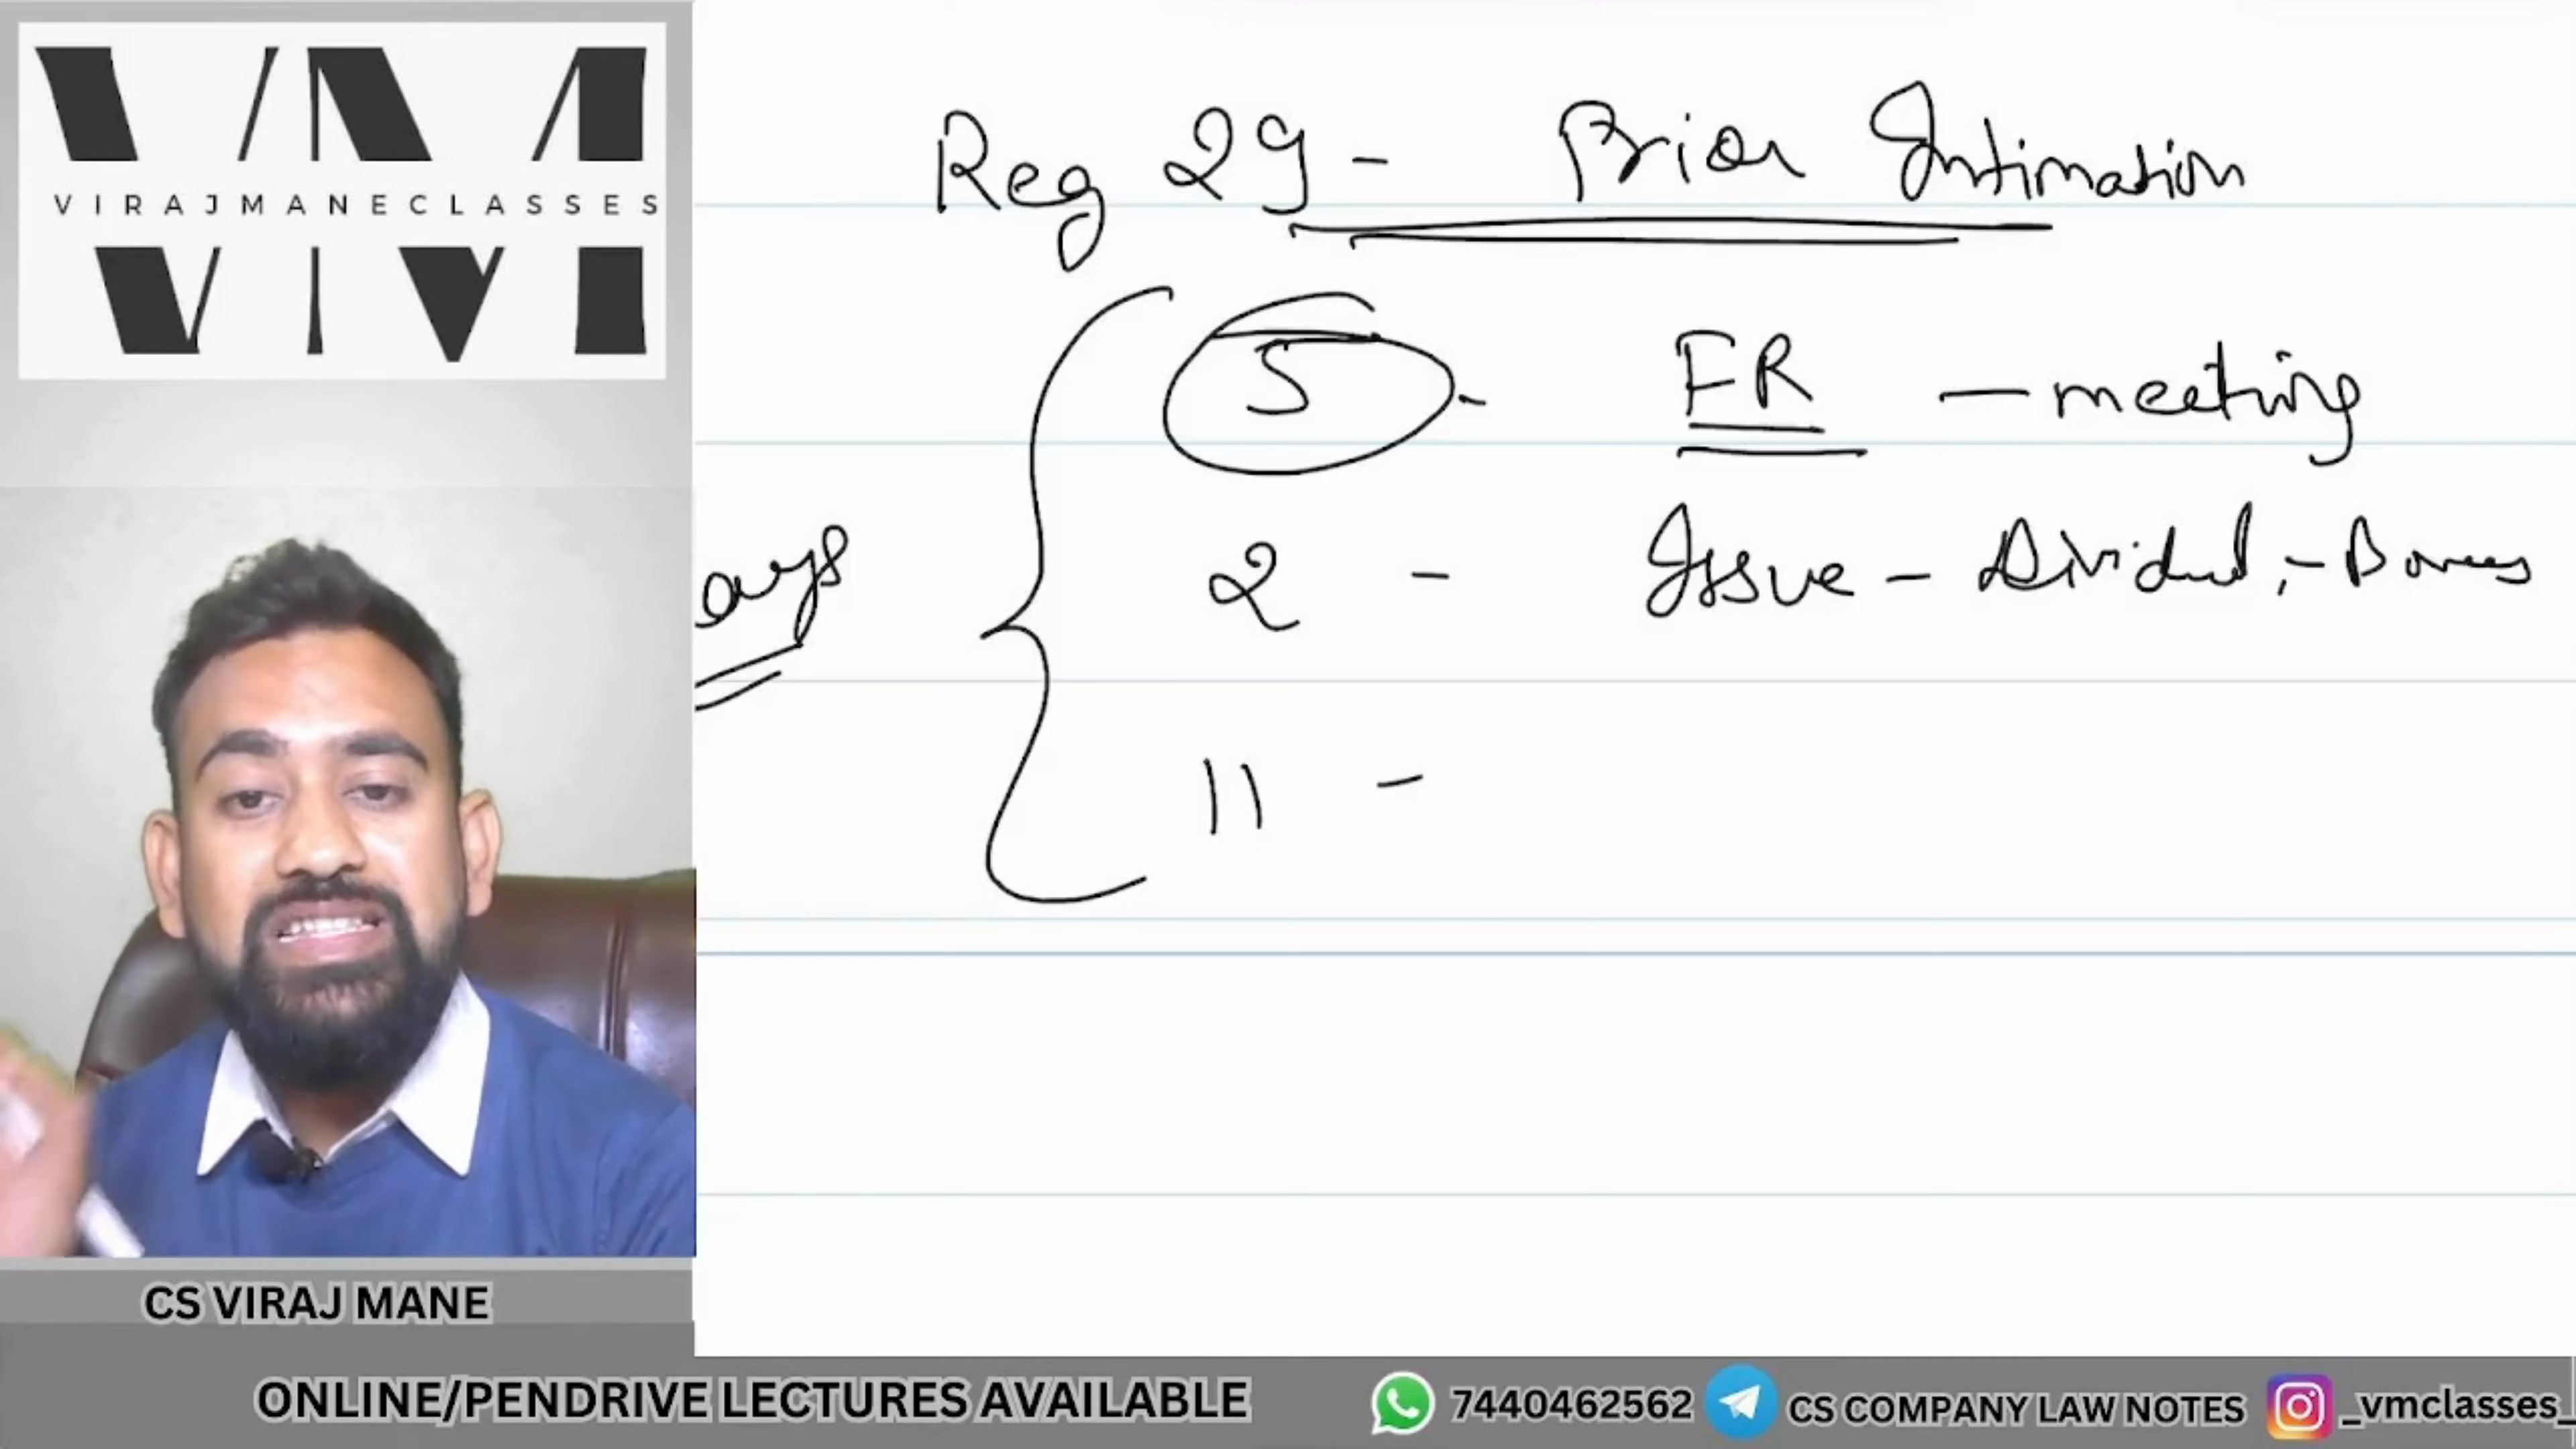 VIRAJMANECLASSES
Reg 29 - Prior Intimation
5 - FR - meeting
ays
2 - Issue - Dividend, - Bonus
11 -
CS VIRAJ MANE
ONLINE/PENDRIVE LECTURES AVAILABLE
7440462562
CS COMPANY LAW NOTES
_vmclasses_